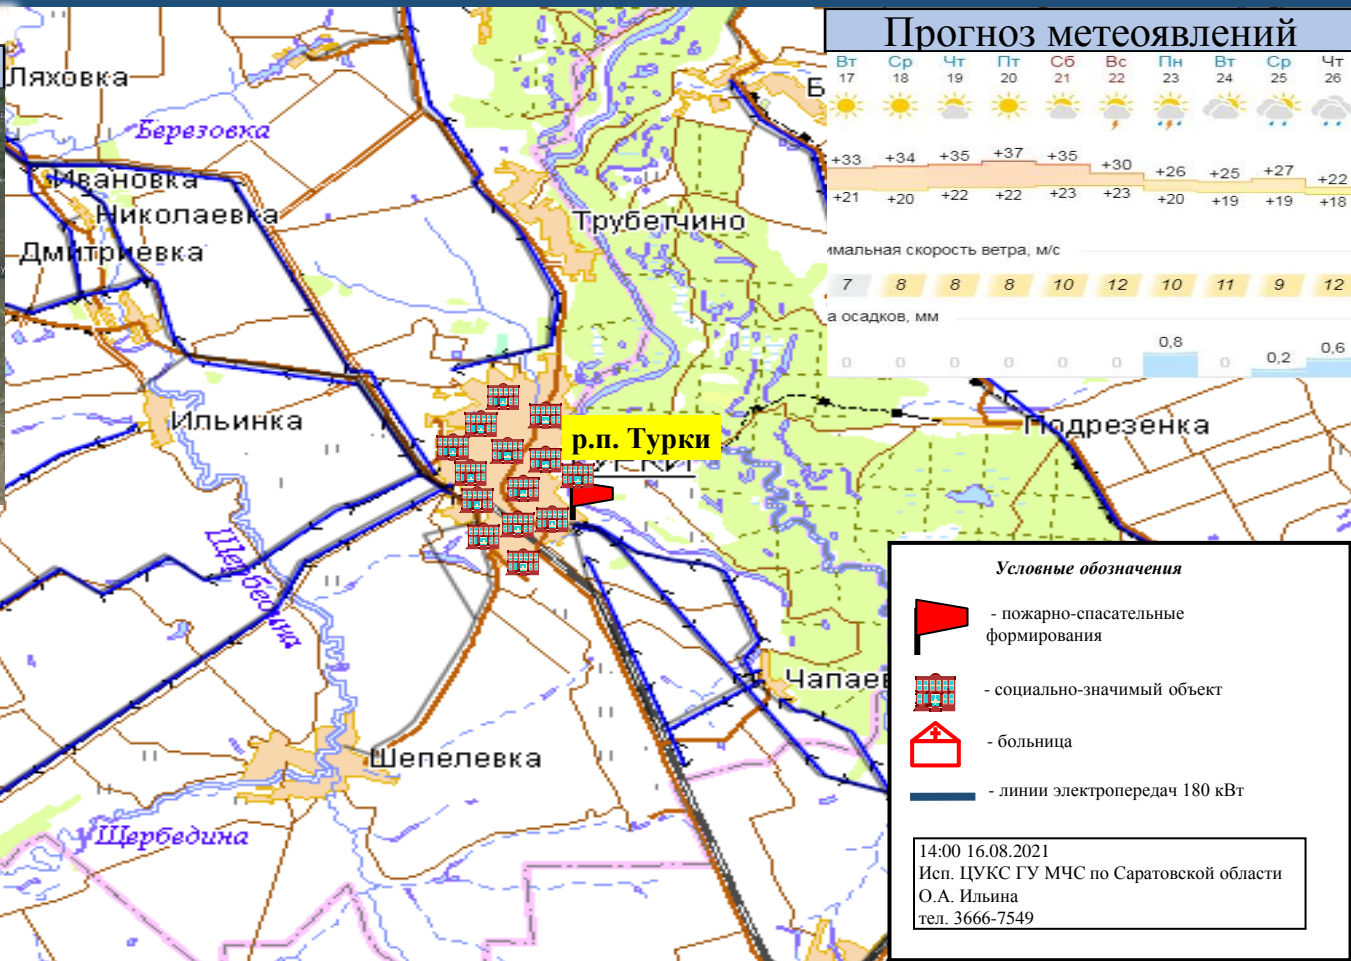 Прогноз метеоявлений
Вт Ср Чт Пт Сб Вс Пн Вт Ср Чт
17 18 19 20 21 22 23 24 25 26
+33 +34 +35 +37 +35 +30 +26 +25 +27 +22
+21 +20 +22 +22 +23 +23 +20 +19 +19 +18
имальная скорость ветра, м/с
7 8 8 8 10 12 10 11 9 12
а осадков, мм
0 0 0 0 0 0 0,8 0 0,2 0,6
Ляховка
Березовка
Ивановка
Николаевка
Дмитриевка
Трубетчино
Б
Ильинка
р.п. Турки
Подрезенка
Щербедина
Чапаев
Шепелевка
Щербедина
Условные обозначения
- пожарно-спасательные
формирования
- социально-значимый объект
- больница
- линии электропередач 180 кВт
14:00 16.08.2021
Исп. ЦУКС ГУ МЧС по Саратовской области
О.А. Ильина
тел. 3666-7549